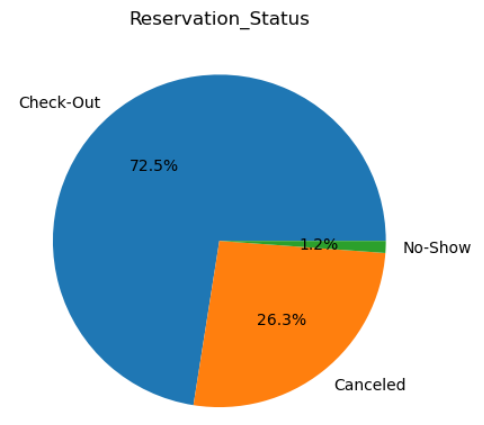 Reservation_Status
Check-Out
72.5%
1.2%
No-Show
26.3%
Canceled